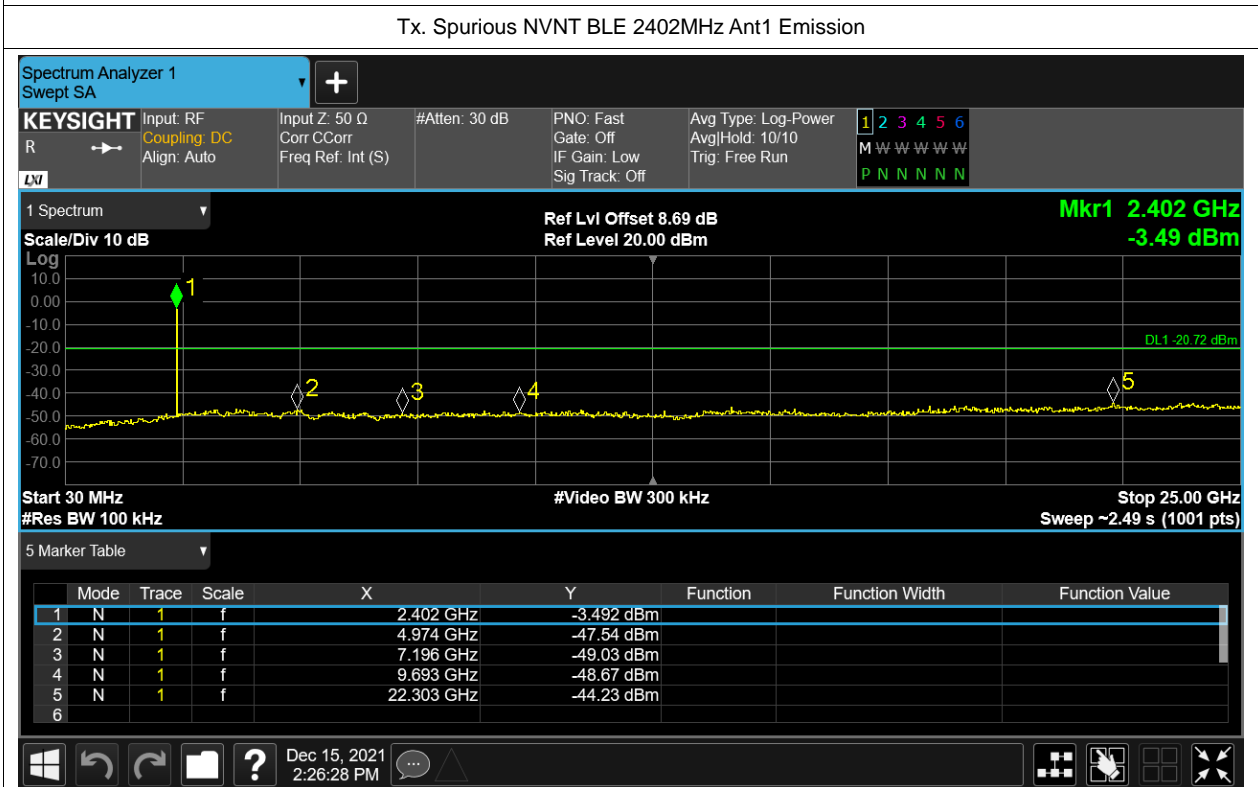 Tx. Spurious NVNT BLE 2402MHz Ant1 Emission
Spectrum Analyzer 1
Swept SA
KEYSIGHT
R
LXI
Input: RF
Coupling: DC
Align: Auto
Input Z: 50 Ω
Corr CCorr
Freq Ref: Int (S)
#Atten: 30 dB
PNO: Fast
Gate: Off
IF Gain: Low
Sig Track: Off
Avg Type: Log-Power
Avg|Hold: 10/10
Trig: Free Run
1 2 3 4 5 6
M W W W W W
P N N N N N
1 Spectrum
Scale/Div 10 dB
Ref Lvl Offset 8.69 dB
Ref Level 20.00 dBm
Mkr1 2.402 GHz
-3.49 dBm
Log
10.0
0.00
-10.0
-20.0
-30.0
-40.0
-50.0
-60.0
-70.0
1
2
3
4
5
DL1 -20.72 dBm
Start 30 MHz
#Video BW 300 kHz
Stop 25.00 GHz
#Res BW 100 kHz
Sweep ~2.49 s (1001 pts)
5 Marker Table
Mode Trace Scale X Y Function Function Width Function Value
1 N 1 f 2.402 GHz -3.492 dBm
2 N 1 f 4.974 GHz -47.54 dBm
3 N 1 f 7.196 GHz -49.03 dBm
4 N 1 f 9.693 GHz -48.67 dBm
5 N 1 f 22.303 GHz -44.23 dBm
6
?
Dec 15, 2021
2:26:28 PM